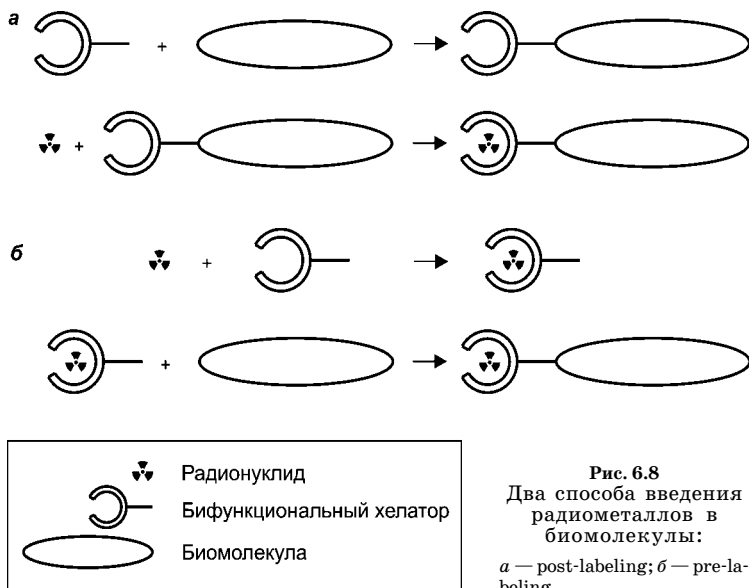 а
+
+
б
+
+
Радионуклид
Бифункциональный хелатор
Биомолекула
Рис. 6.8
Два способа введения
радиометаллов в
биомолекулы:
а — post-labeling; б — pre-la-
beling